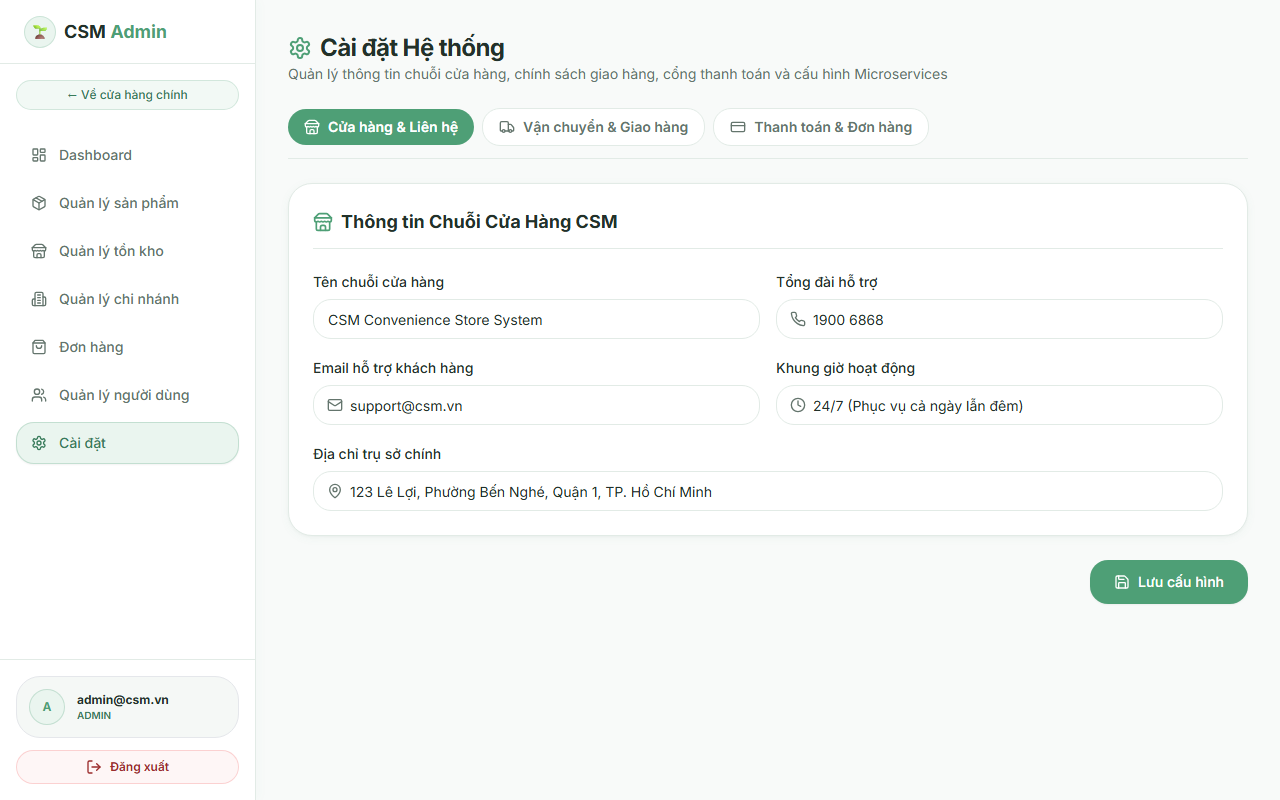 CSM Admin
← Về cửa hàng chính
Dashboard
Quản lý sản phẩm
Quản lý tồn kho
Quản lý chi nhánh
Đơn hàng
Quản lý người dùng
Cài đặt
A
admin@csm.vn
ADMIN
Đăng xuất
Cài đặt Hệ thống
Quản lý thông tin chuỗi cửa hàng, chính sách giao hàng, cổng thanh toán và cấu hình Microservices
Cửa hàng & Liên hệ
Vận chuyển & Giao hàng
Thanh toán & Đơn hàng
Thông tin Chuỗi Cửa Hàng CSM
Tên chuỗi cửa hàng
CSM Convenience Store System
Tổng đài hỗ trợ
1900 6868
Email hỗ trợ khách hàng
support@csm.vn
Khung giờ hoạt động
24/7 (Phục vụ cả ngày lẫn đêm)
Địa chỉ trụ sở chính
123 Lê Lợi, Phường Bến Nghé, Quận 1, TP. Hồ Chí Minh
Lưu cấu hình